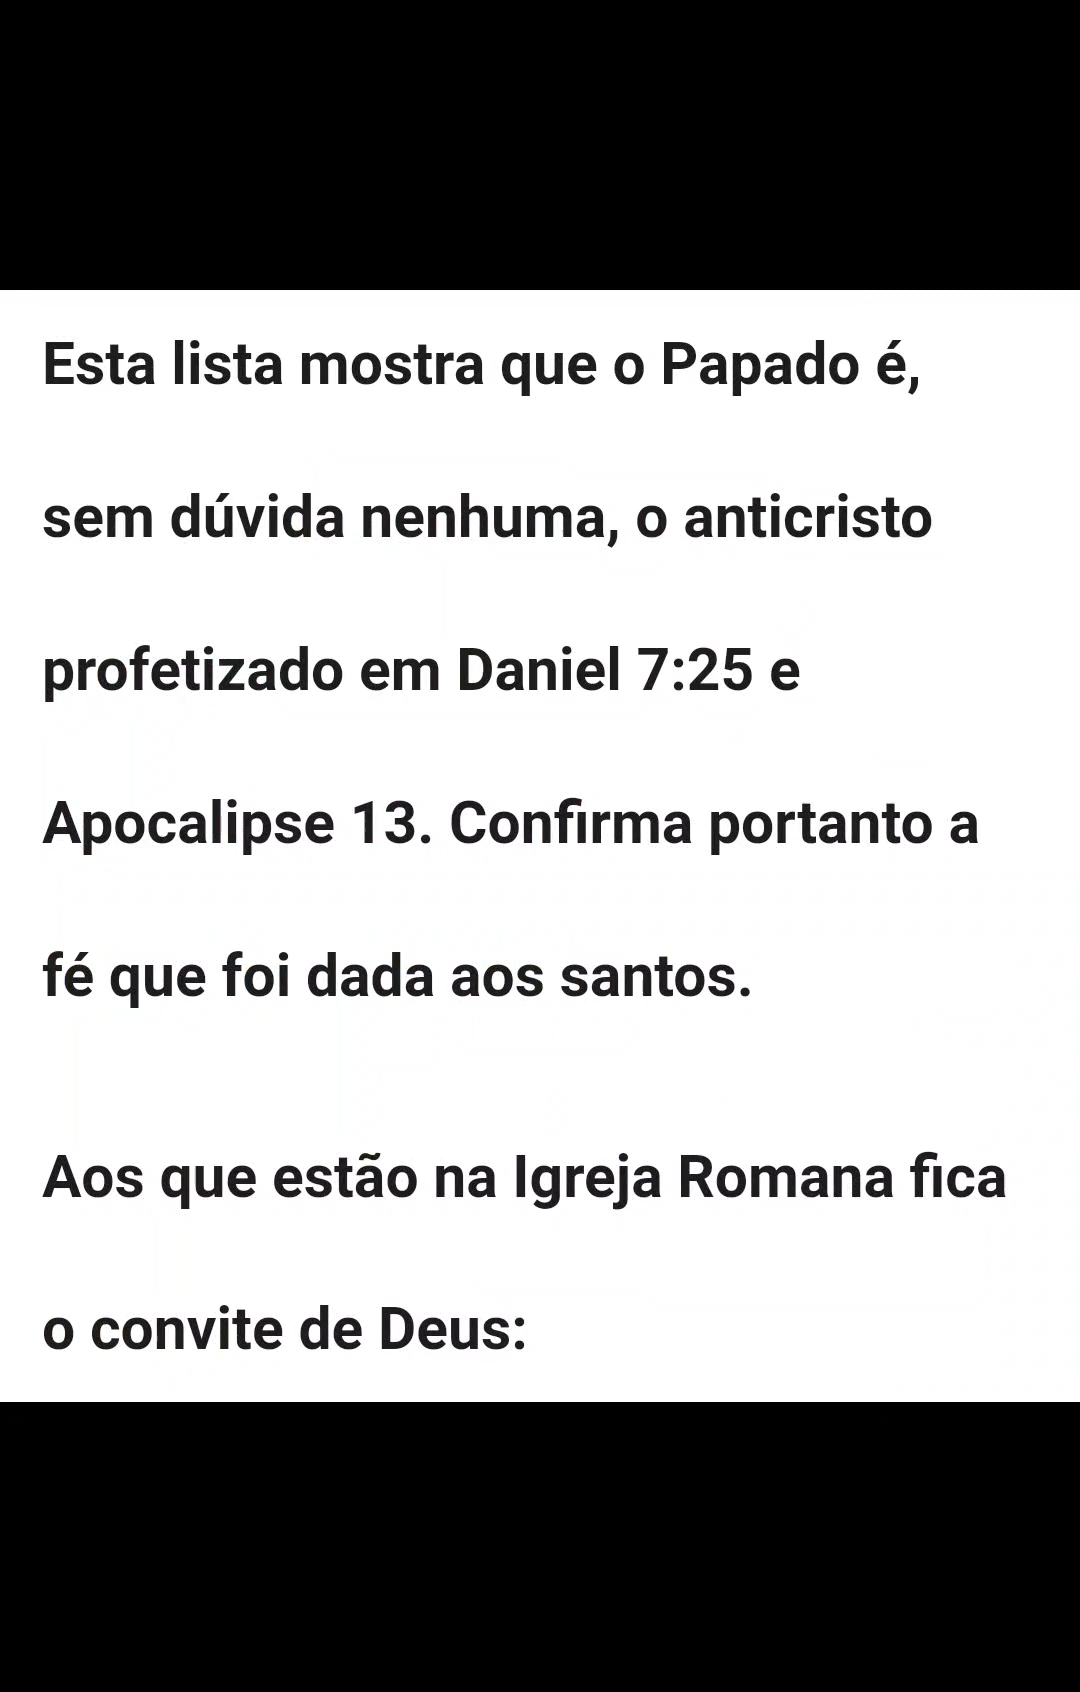 Esta lista mostra que o Papado é,
sem dúvida nenhuma, o anticristo
profetizado em Daniel 7:25 e
Apocalipse 13. Confirma portanto a
fé que foi dada aos santos.
Aos que estão na Igreja Romana fica
o convite de Deus: